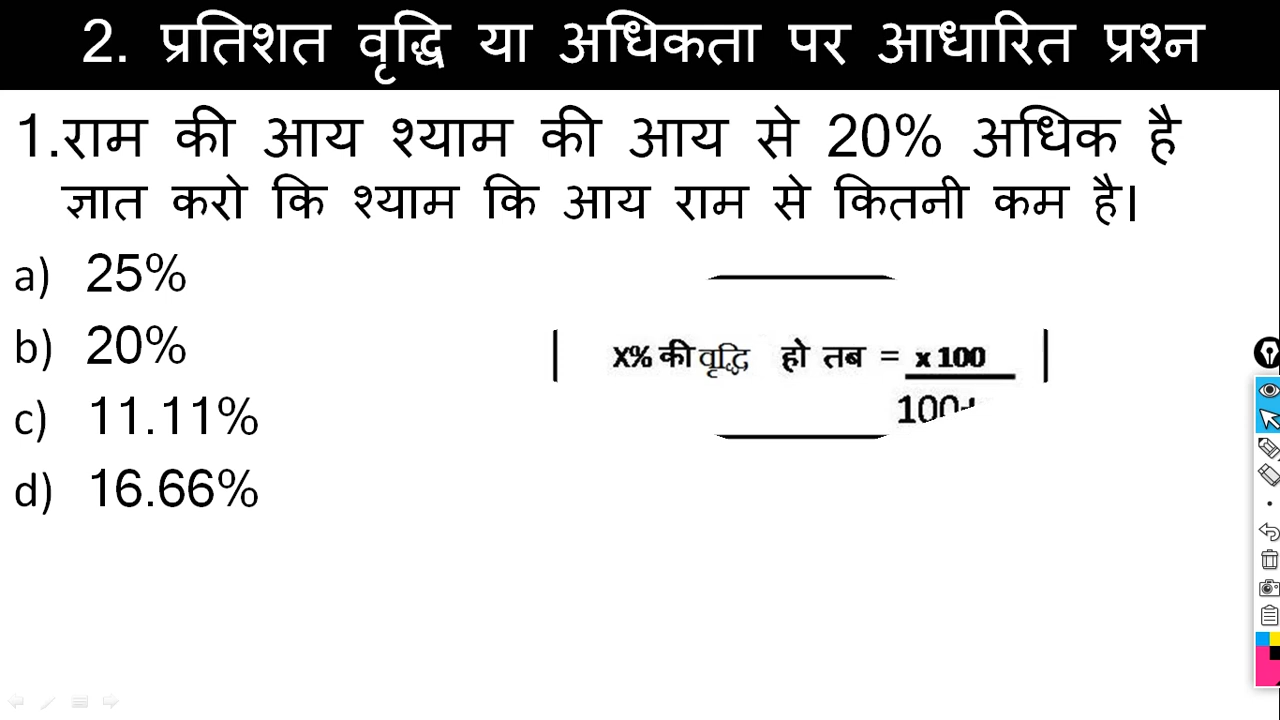 2. प्रतिशत वृद्धि या अधिकता पर आधारित प्रश्न
1.राम की आय श्याम की आय से 20% अधिक है
ज्ञात करो कि श्याम कि आय राम से कितनी कम है।
a) 25%
b) 20%
c) 11.11%
d) 16.66%
X% की वृद्धि हो तब = x 100
100+